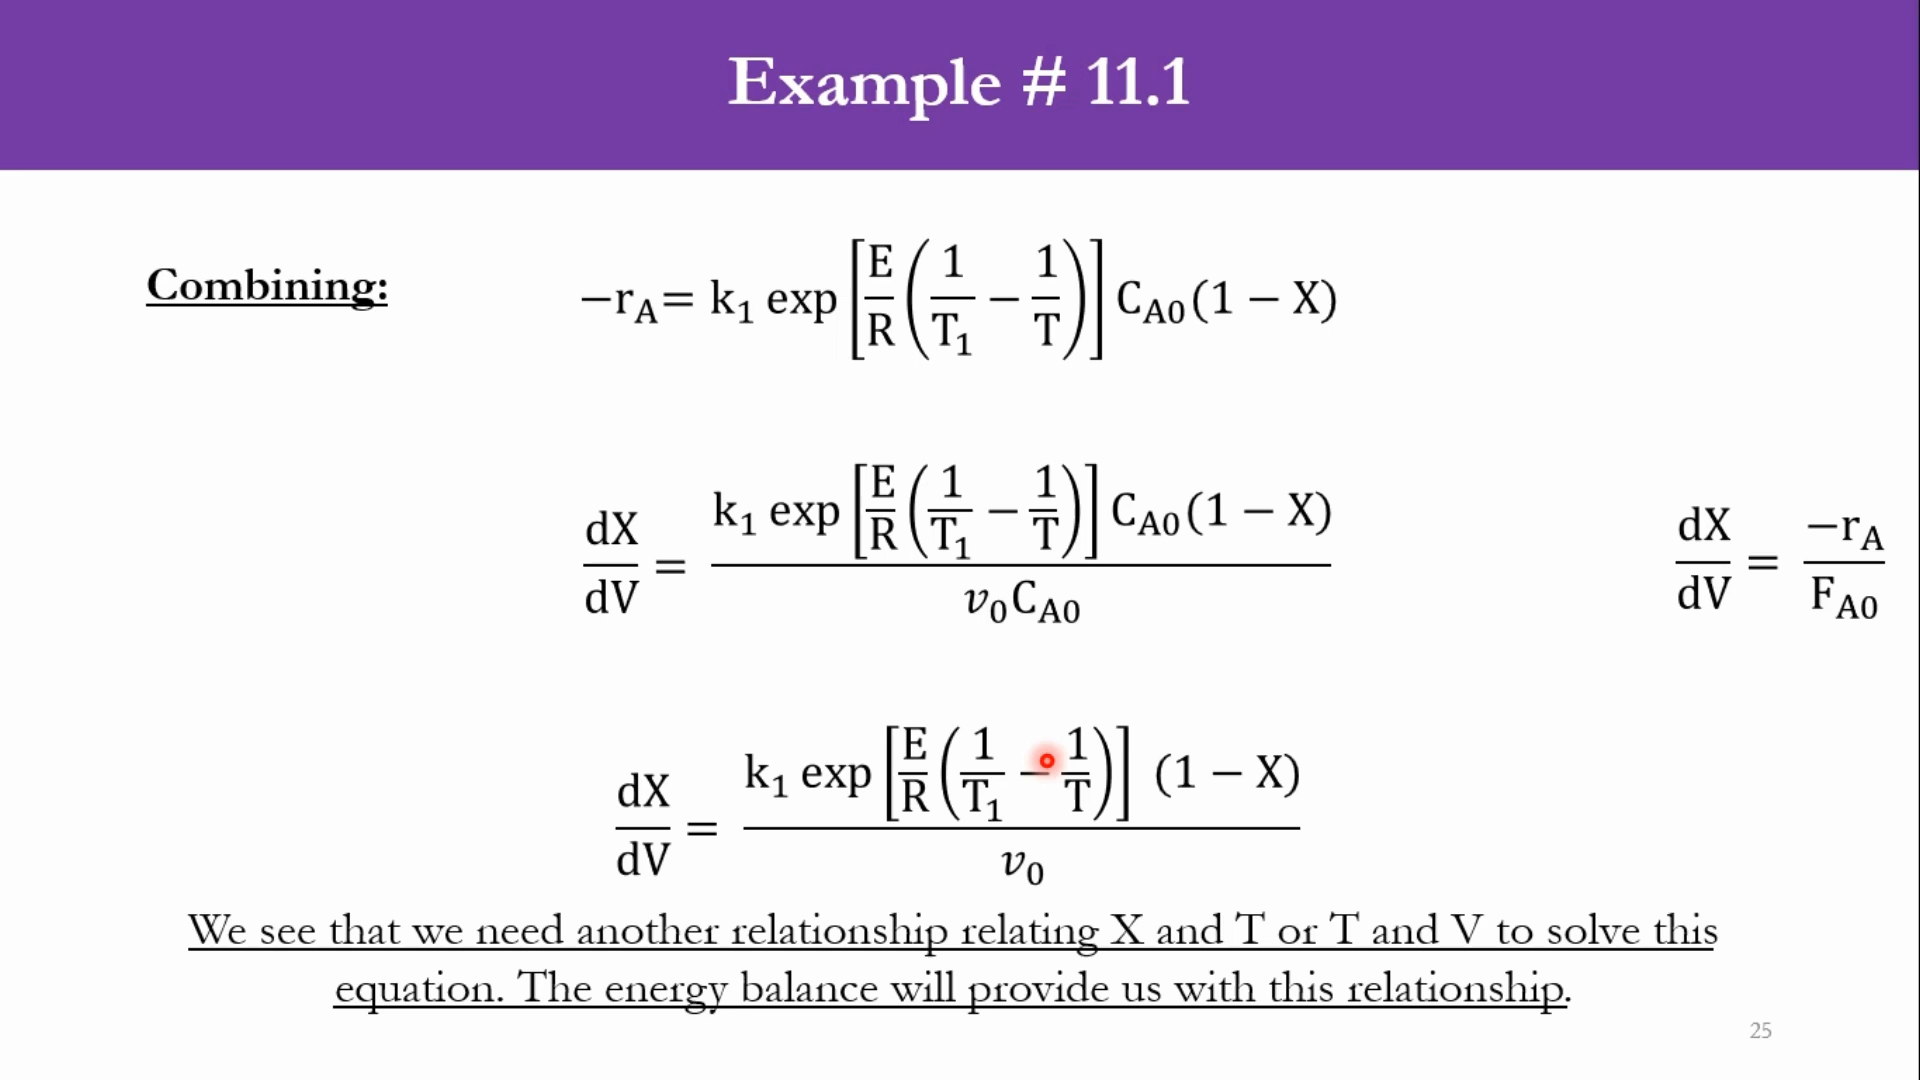 Example # 11.1
Combining:
−r_A= k_1 exp [E/R (1/T_1 − 1/T)] C_A0(1 − X)
dX/dV = k_1 exp [E/R (1/T_1 − 1/T)] C_A0(1 − X) / v_0C_A0
dX/dV = −r_A / F_A0
dX/dV = k_1 exp [E/R (1/T_1 − 1/T)] (1 − X) / v_0
We see that we need another relationship relating X and T or T and V to solve this
equation. The energy balance will provide us with this relationship.
25